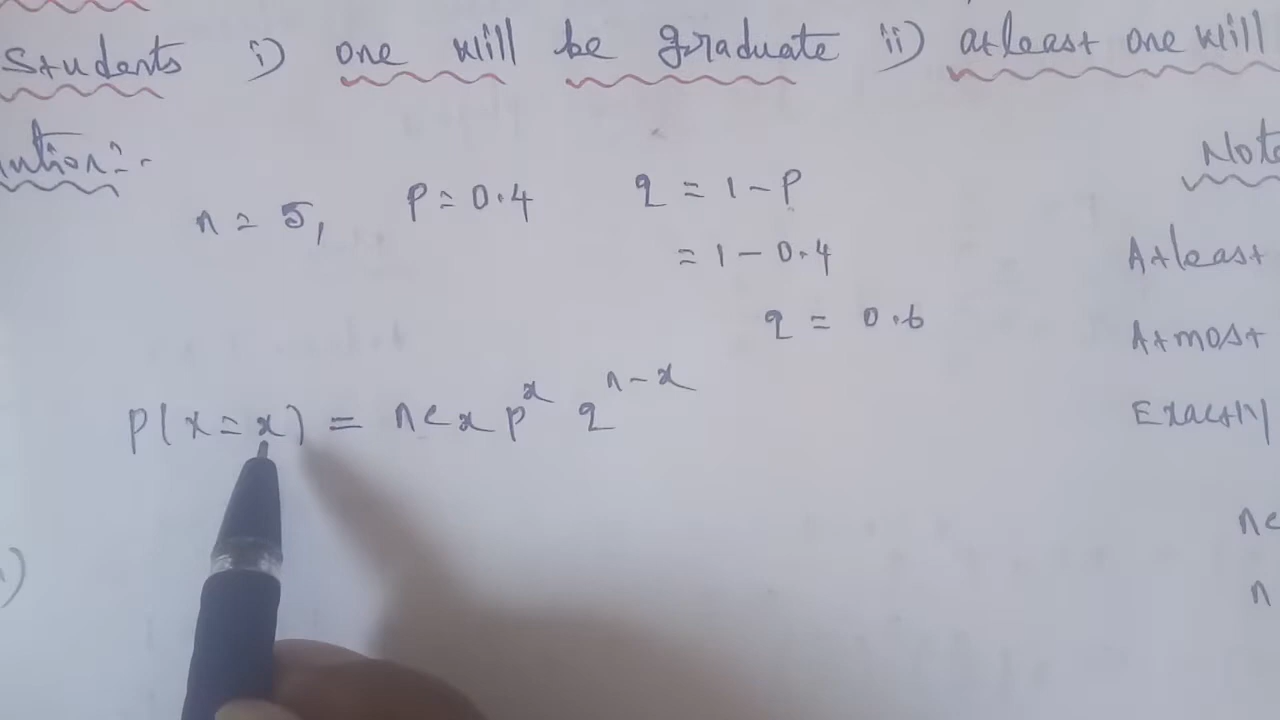 Students i) one will be graduate ii) atleast one will
n = 5, p = 0.4 q = 1 - p
= 1 - 0.4
q = 0.6
p(x = x) = ncx p^x q^n-x
Note
Atleast
Atmost
Exactly
nc
n